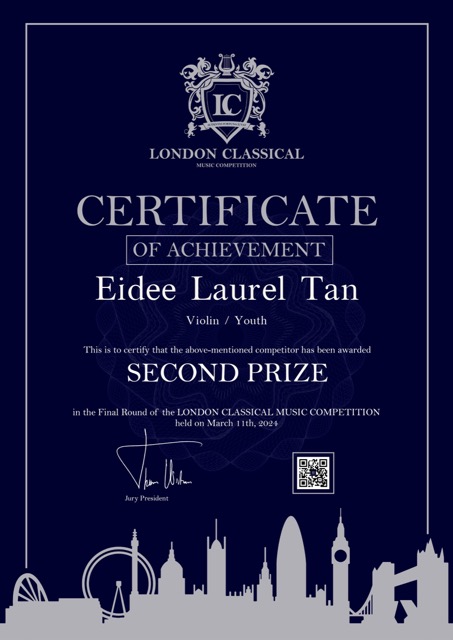 LC
LONDON CLASSICAL
MUSIC COMPETITION
CERTIFICATE
OF ACHIEVEMENT
Eidee Laurel Tan
Violin / Youth
This is to certify that the above-mentioned competitor has been awarded
SECOND PRIZE
in the Final Round of the LONDON CLASSICAL MUSIC COMPETITION
held on March 11th, 2024
Jury President